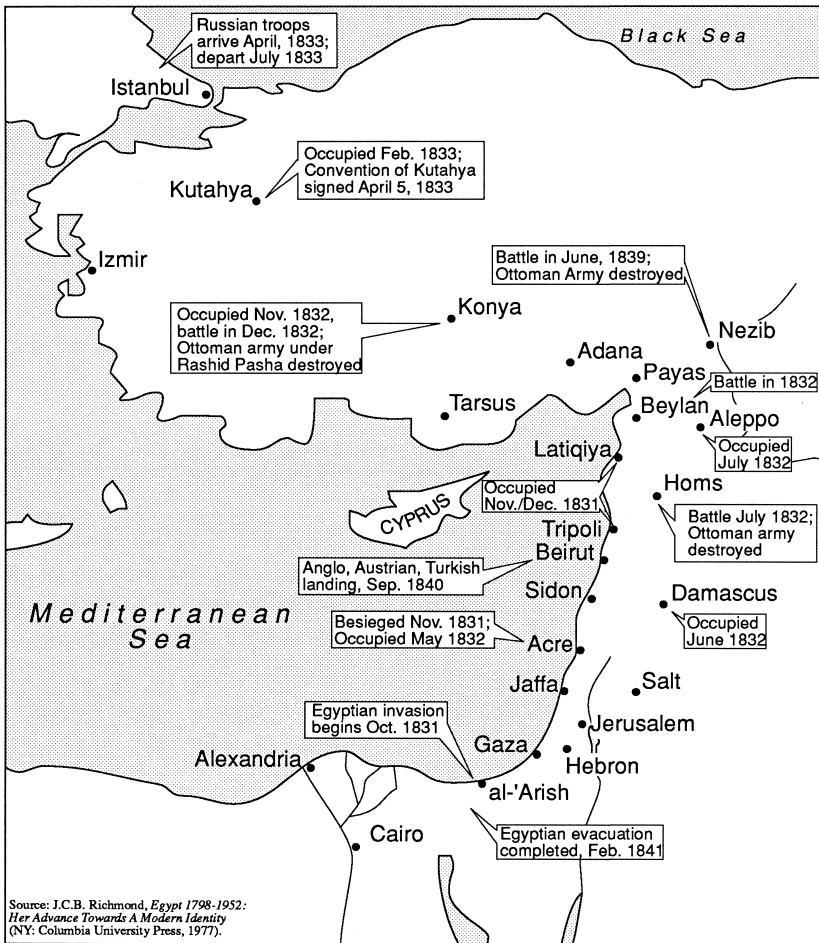 Russian troops
arrive April, 1833;
depart July 1833
Black Sea
Istanbul
Occupied Feb. 1833;
Convention of Kutahya
signed April 5, 1833
Kutahya
Izmir
Battle in June, 1839;
Ottoman Army destroyed
Occupied Nov. 1832,
battle in Dec. 1832;
Ottoman army under
Rashid Pasha destroyed
Konya
Nezib
Adana
Payas
Battle in 1832
Tarsus
Beylan
Aleppo
Occupied
July 1832
Latiqiya
Homs
Occupied
Nov./Dec. 1831
CYPRUS
Battle July 1832;
Ottoman army
destroyed
Tripoli
Beirut
Anglo, Austrian, Turkish
landing, Sep. 1840
Sidon
Damascus
Mediterranean
Sea
Besieged Nov. 1831;
Occupied May 1832
Occupied
June 1832
Acre
Jaffa
Salt
Egyptian invasion
begins Oct. 1831
Jerusalem
Gaza
Hebron
Alexandria
al-'Arish
Cairo
Egyptian evacuation
completed, Feb. 1841
Source: J.C.B. Richmond, Egypt 1798-1952:
Her Advance Towards A Modern Identity
(NY: Columbia University Press, 1977).